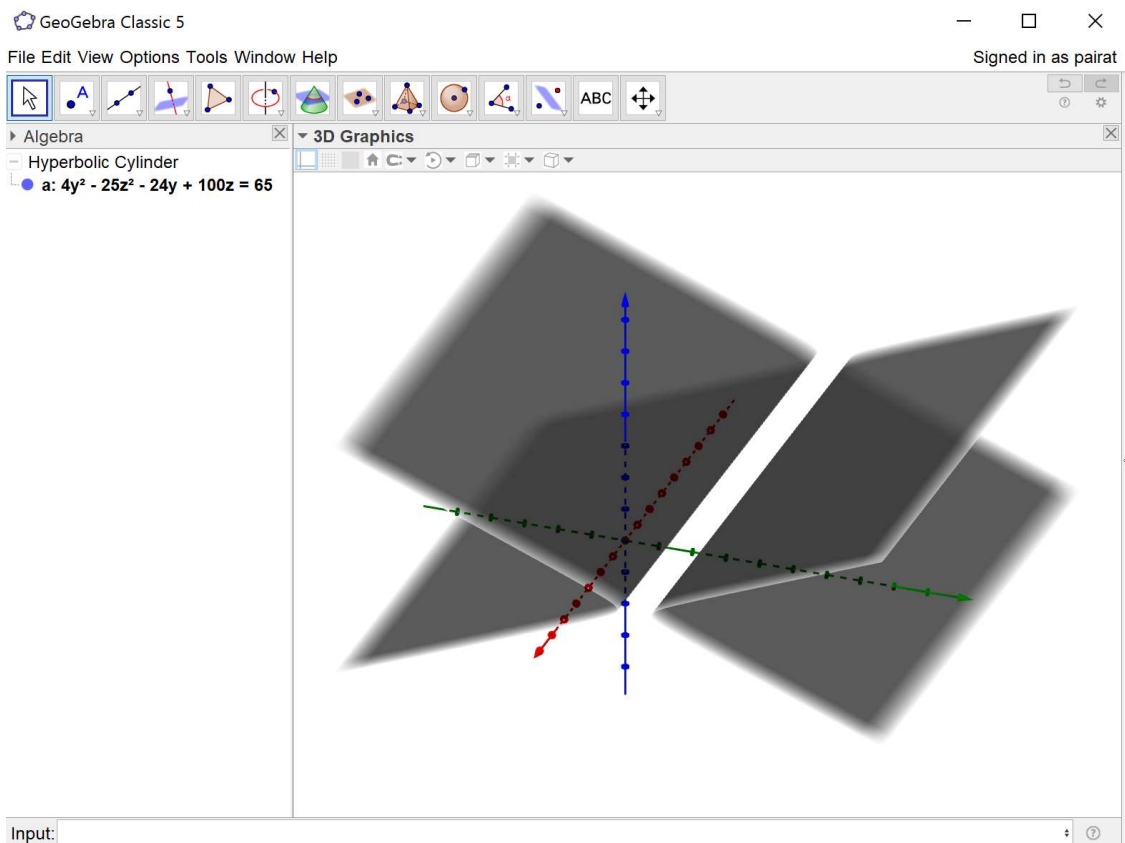 GeoGebra Classic 5
File Edit View Options Tools Window Help
Signed in as pairat
A
α
ABC
Algebra
3D Graphics
Hyperbolic Cylinder
a: 4y² - 25z² - 24y + 100z = 65
Input: